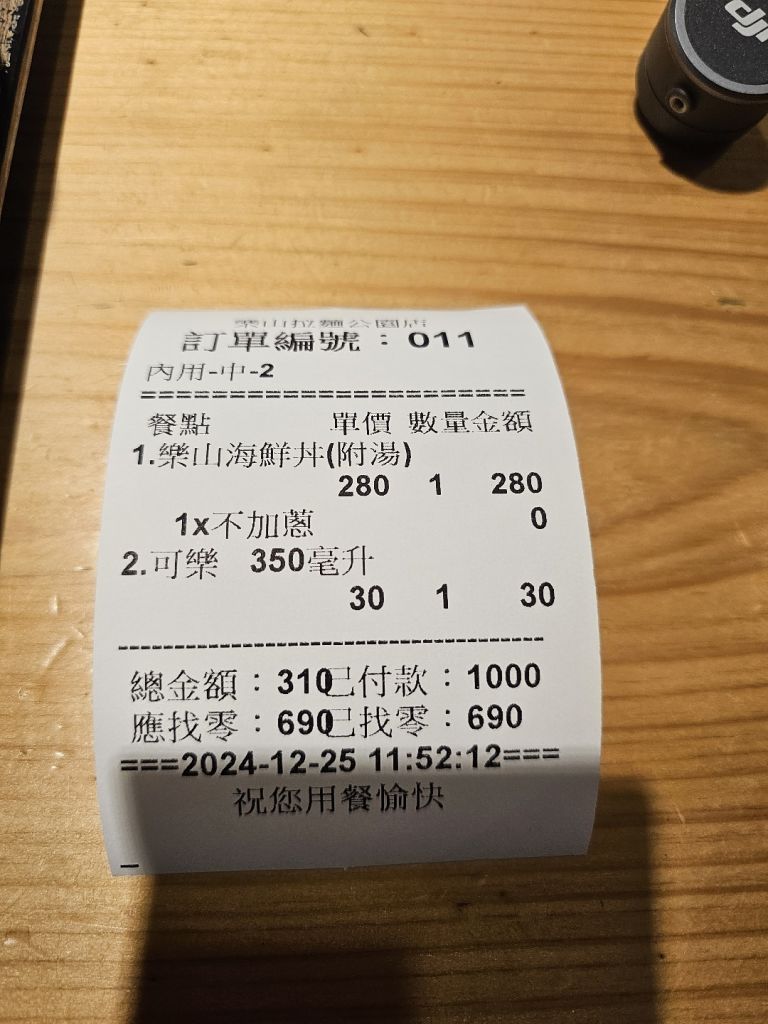 dji
樂山拉麵公園店
訂單編號：011
內用-中-2
======================
餐點 單價 數量 金額
1.樂山海鮮丼(附湯)
280 1 280
1x不加蔥 0
2.可樂 350毫升
30 1 30
------------------------------------
總金額：310已付款：1000
應找零：690已找零：690
===2024-12-25 11:52:12===
祝您用餐愉快